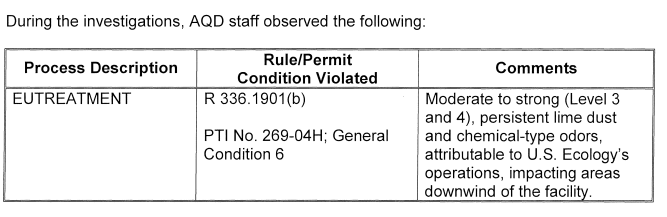 During the investigations, AQD staff observed the following:
Process Description
Rule/Permit
Condition Violated
Comments
EUTREATMENT
R 336.1901(b)
PTI No. 269-04H; General
Condition 6
Moderate to strong (Level 3
and 4), persistent lime dust
and chemical-type odors,
attributable to U.S. Ecology's
operations, impacting areas
downwind of the facility.